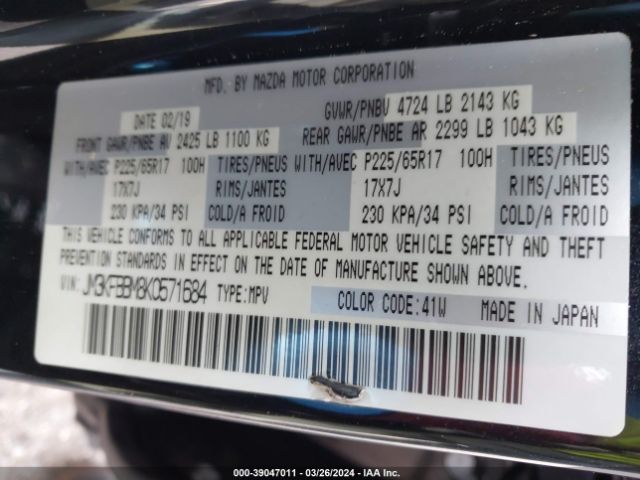 MFD. BY MAZDA MOTOR CORPORATION
DATE 02/19 GVWR/PNBV 4724 LB 2143 KG
FRONT GAWR/PNBE AV 2425 LB 1100 KG REAR GAWR/PNBE AR 2299 LB 1043 KG
WITH/AVEC P225/65R17 100H TIRES/PNEUS WITH/AVEC P225/65R17 100H TIRES/PNEUS
17X7J RIMS/JANTES 17X7J RIMS/JANTES
230 KPA/34 PSI COLD/A FROID 230 KPA/34 PSI COLD/A FROID
THIS VEHICLE CONFORMS TO ALL APPLICABLE FEDERAL MOTOR VEHICLE SAFETY AND THEFT
PREVENTION STANDARDS IN EFFECT ON THE DATE OF MANUFACTURE SHOWN ABOVE.
VIN: JM3KFBBM8K0571684 TYPE:MPV COLOR CODE:41W MADE IN JAPAN
000-39047011 — 03/26/2024 — IAA Inc.